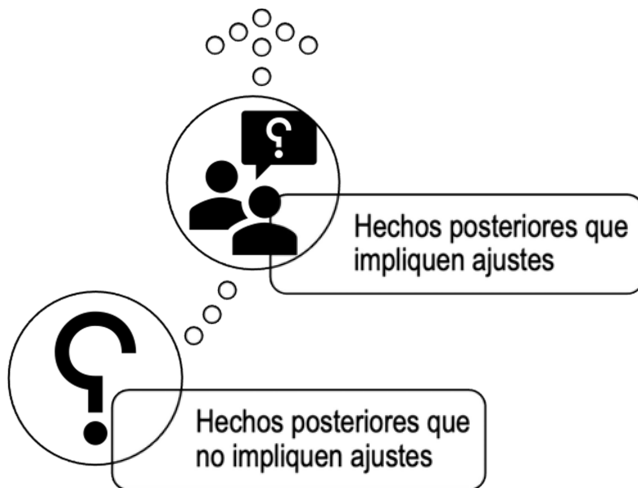 Hechos posteriores que
impliquen ajustes
Hechos posteriores que
no impliquen ajustes